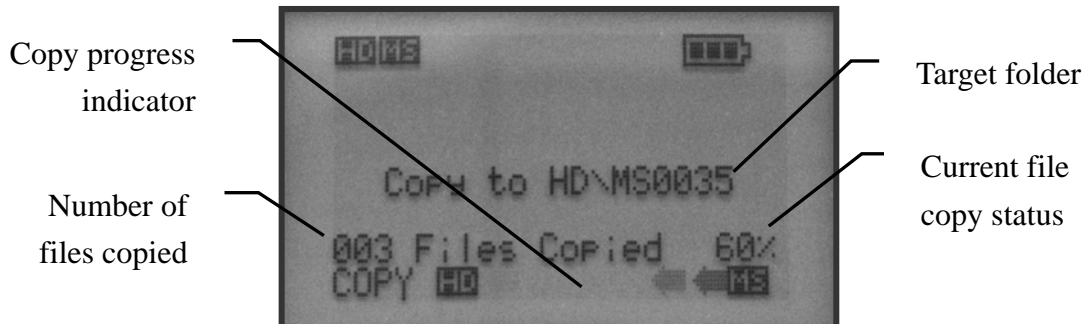 Copy progress
indicator
Number of
files copied
HD MS
Copy to HD\MS0035
003 Files Copied 60%
COPY HD MS
Target folder
Current file
copy status